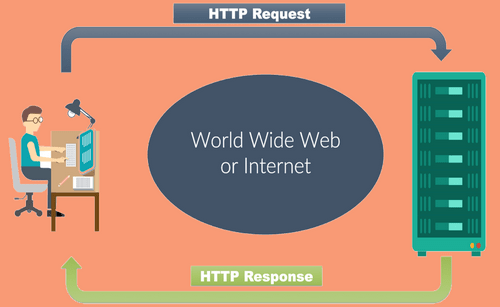 HTTP Request
World Wide Web
or Internet
HTTP Response